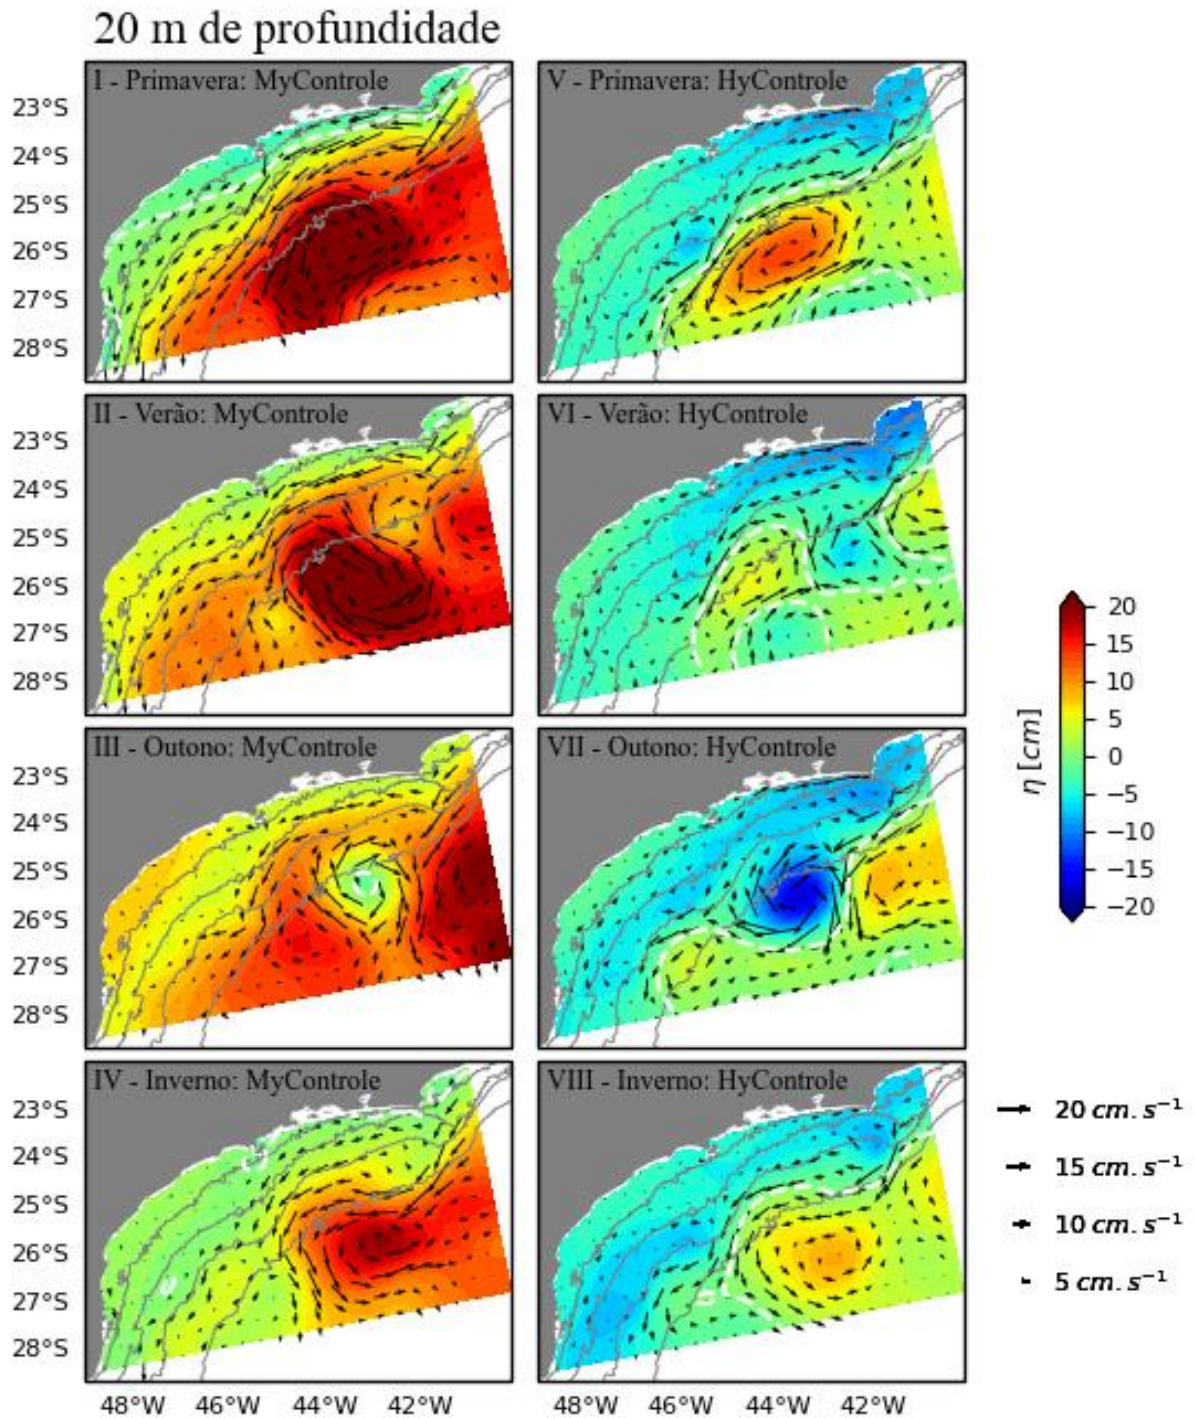 20 m de profundidade
I - Primavera: MyControle
V - Primavera: HyControle
23°S
24°S
25°S
26°S
27°S
28°S
II - Verão: MyControle
VI - Verão: HyControle
23°S
24°S
25°S
26°S
27°S
28°S
20
15
10
5
0
−5
−10
−15
−20
η [cm]
III - Outono: MyControle
VII - Outono: HyControle
23°S
24°S
25°S
26°S
27°S
28°S
IV - Inverno: MyControle
VIII - Inverno: HyControle
23°S
24°S
25°S
26°S
27°S
28°S
20 cm.s⁻¹
15 cm.s⁻¹
10 cm.s⁻¹
5 cm.s⁻¹
48°W 46°W 44°W 42°W
48°W 46°W 44°W 42°W